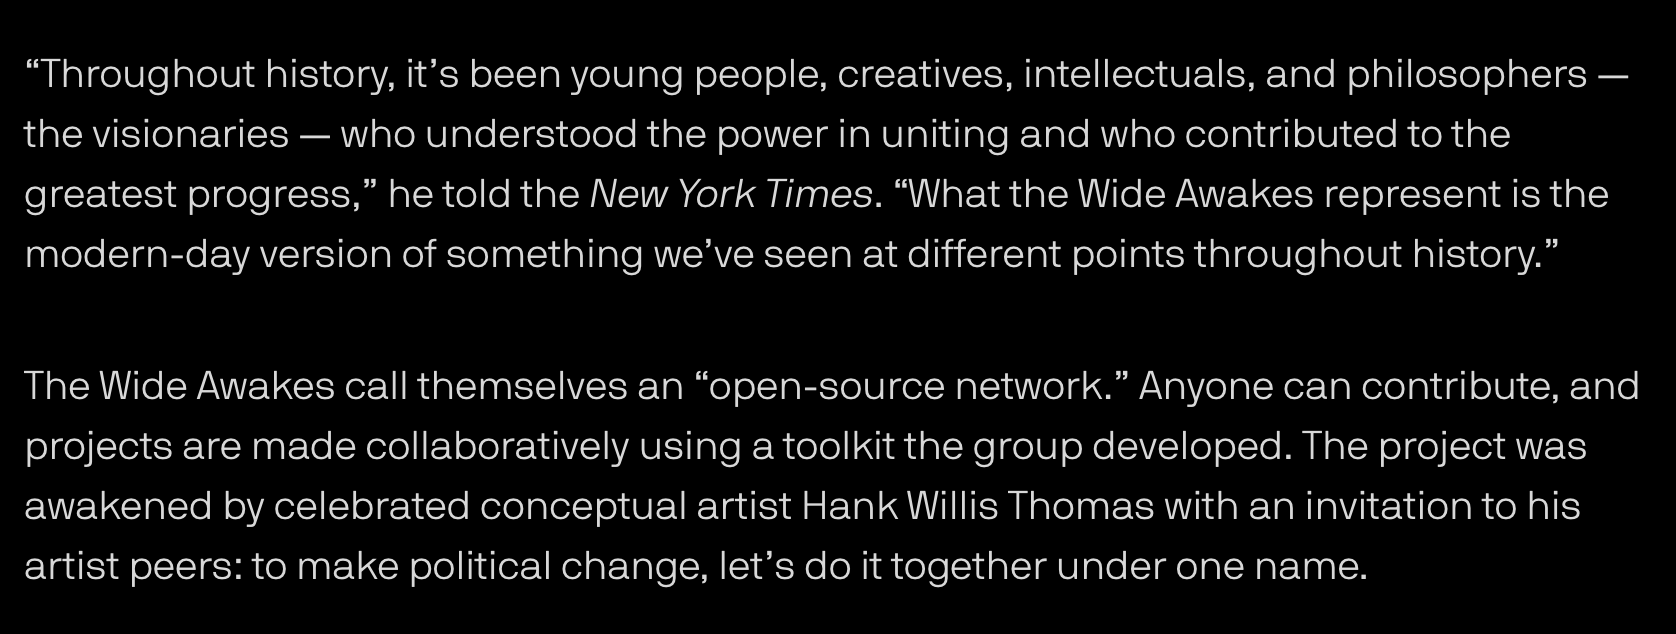 “Throughout history, it’s been young people, creatives, intellectuals, and philosophers —
the visionaries — who understood the power in uniting and who contributed to the
greatest progress,” he told the New York Times. “What the Wide Awakes represent is the
modern-day version of something we’ve seen at different points throughout history.”
The Wide Awakes call themselves an “open-source network.” Anyone can contribute, and
projects are made collaboratively using a toolkit the group developed. The project was
awakened by celebrated conceptual artist Hank Willis Thomas with an invitation to his
artist peers: to make political change, let’s do it together under one name.